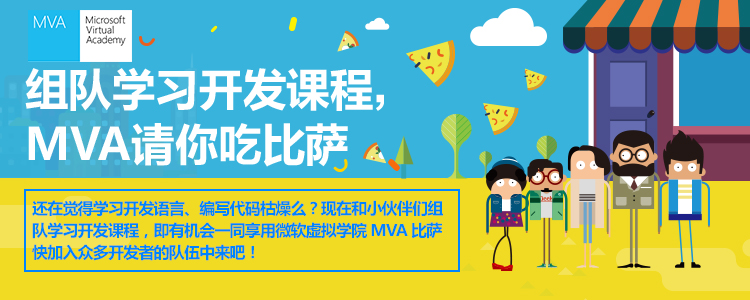 MVA
Microsoft
Virtual
Academy
组队学习开发课程,
MVA请你吃比萨
还在觉得学习开发语言、编写代码枯燥么？现在和小伙伴们组
队学习开发课程，即有机会一同享用微软虚拟学院 MVA 比萨
快加入众多开发者的队伍中来吧！